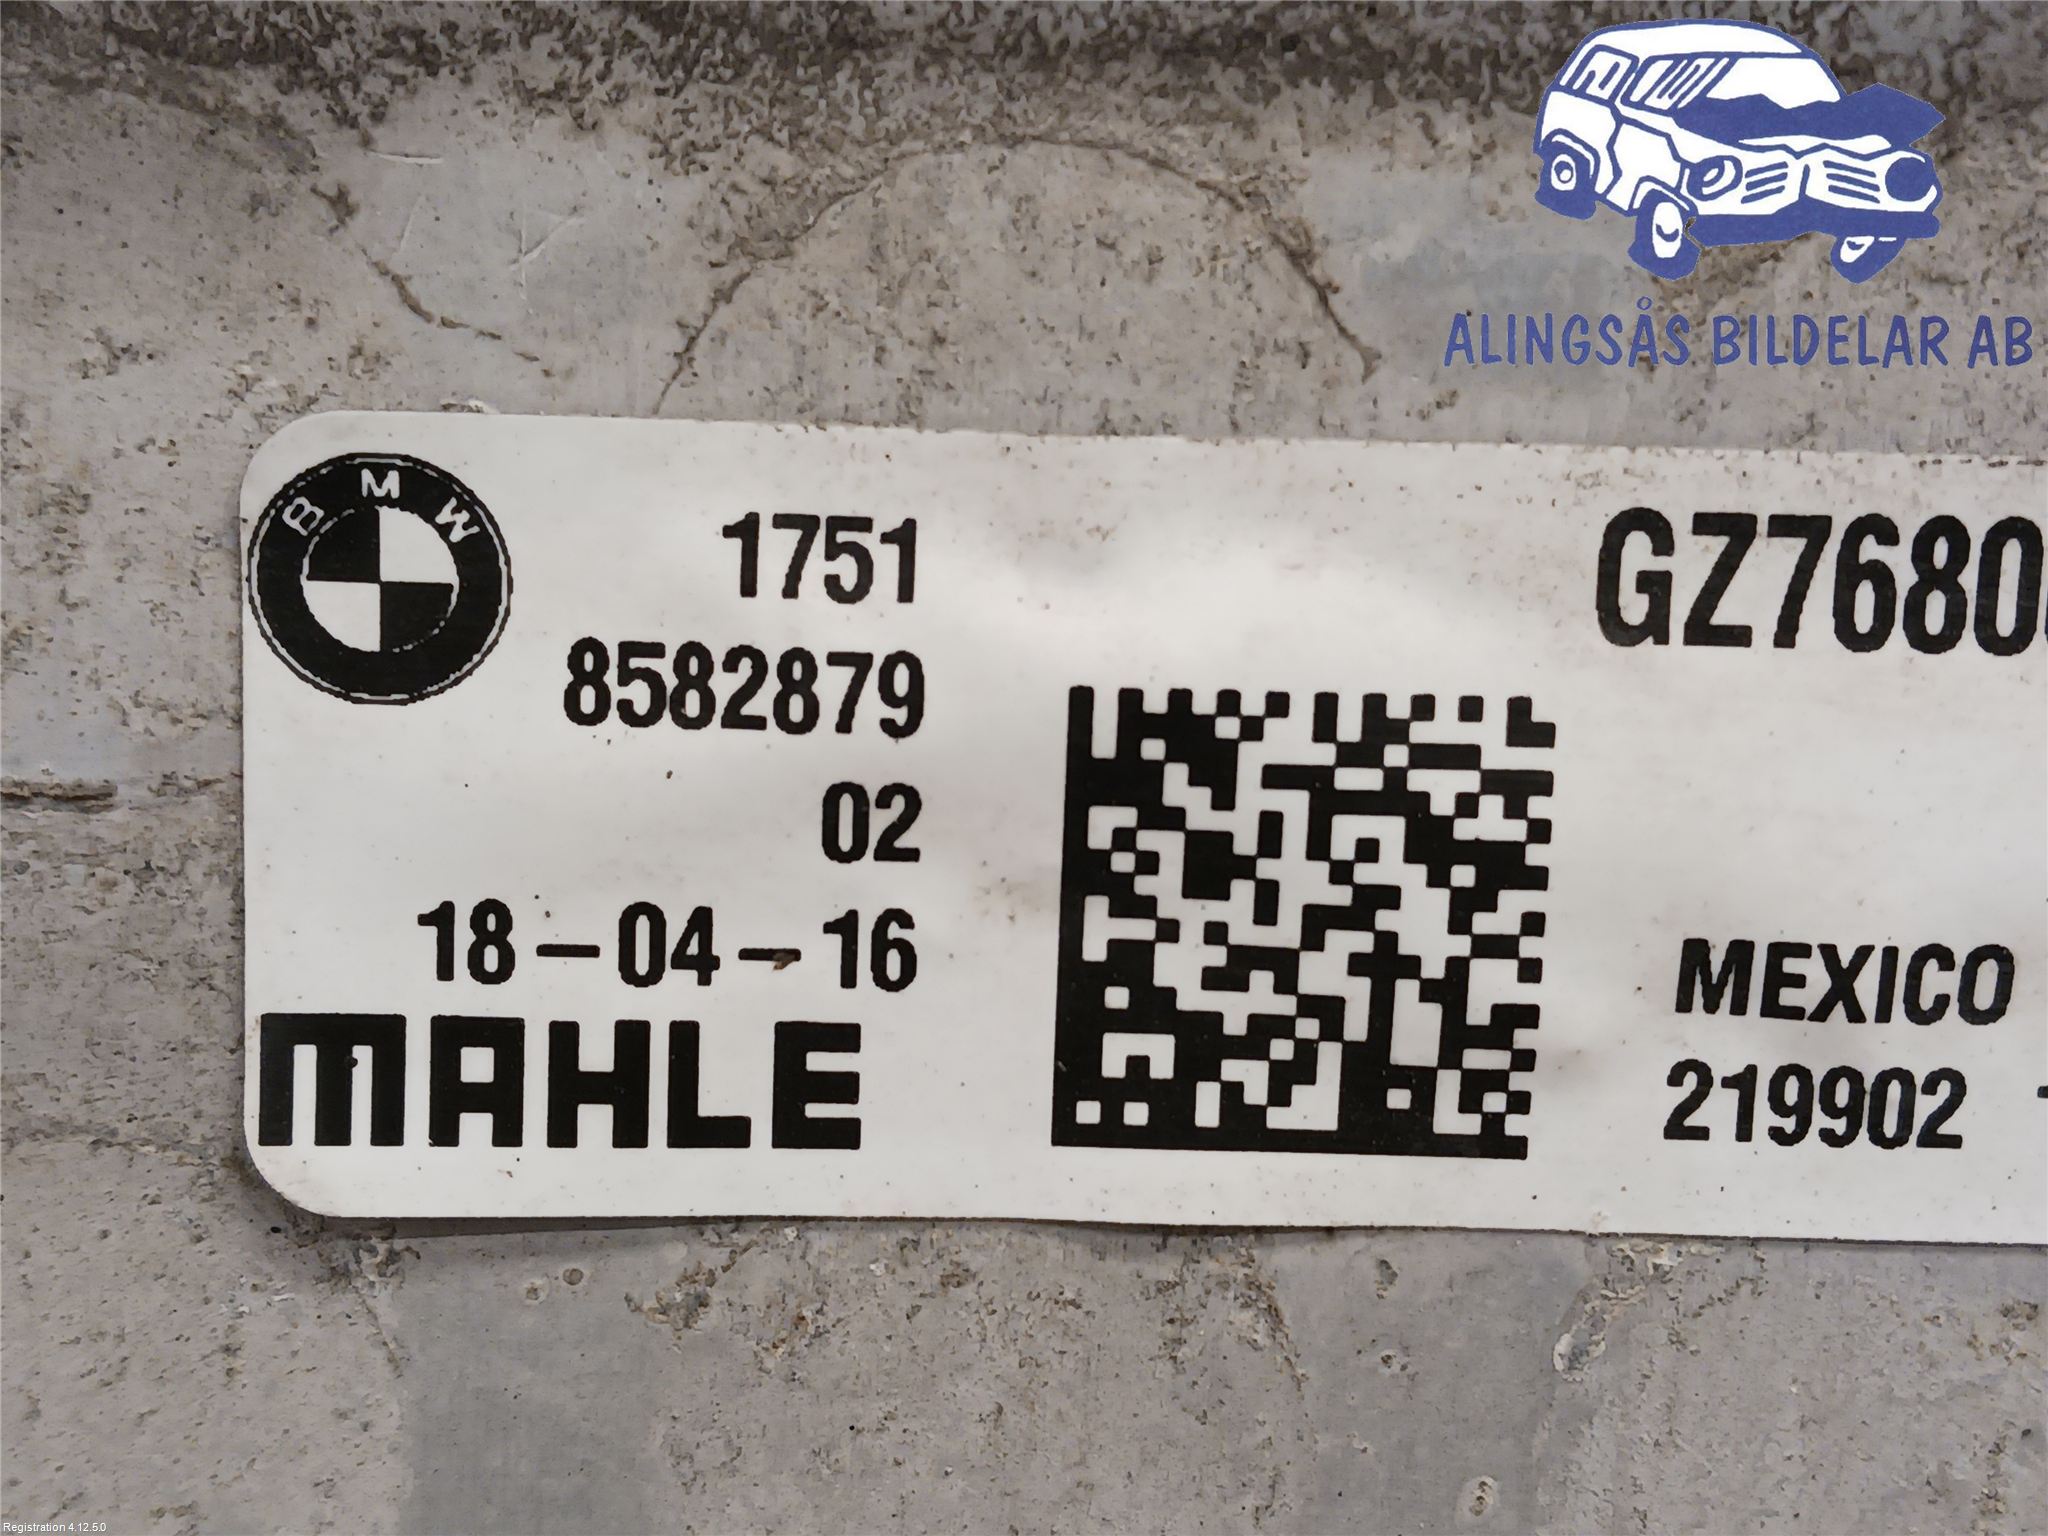 ALINGSÅS BILDELAR AB
BMW
1751
8582879
02
18-04-16
MAHLE
GZ7680
MEXICO
219902
Registration 4.12.5.0